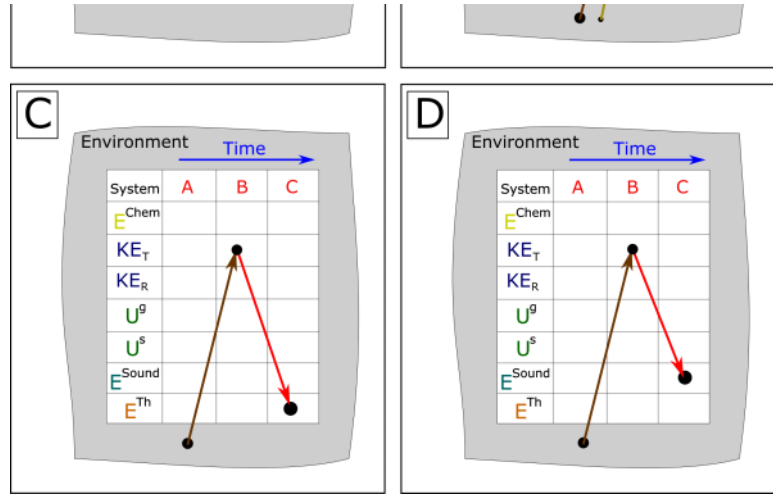 C
Environment
Time
System A B C
E^Chem
KE_T
KE_R
U^g
U^s
E^Sound
E^Th
D
Environment
Time
System A B C
E^Chem
KE_T
KE_R
U^g
U^s
E^Sound
E^Th